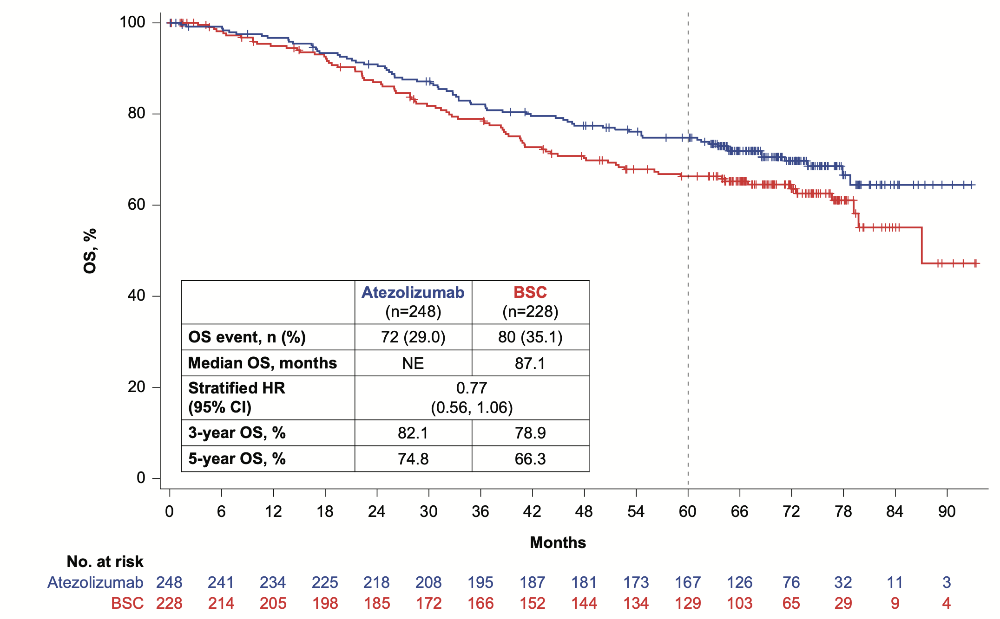 100
80
60
40
20
0
OS, %
Atezolizumab BSC
(n=248) (n=228)
OS event, n (%) 72 (29.0) 80 (35.1)
Median OS, months NE 87.1
Stratified HR 0.77
(95% CI) (0.56, 1.06)
3-year OS, % 82.1 78.9
5-year OS, % 74.8 66.3
0 6 12 18 24 30 36 42 48 54 60 66 72 78 84 90
Months
No. at risk
Atezolizumab 248 241 234 225 218 208 195 187 181 173 167 126 76 32 11 3
BSC 228 214 205 198 185 172 166 152 144 134 129 103 65 29 9 4